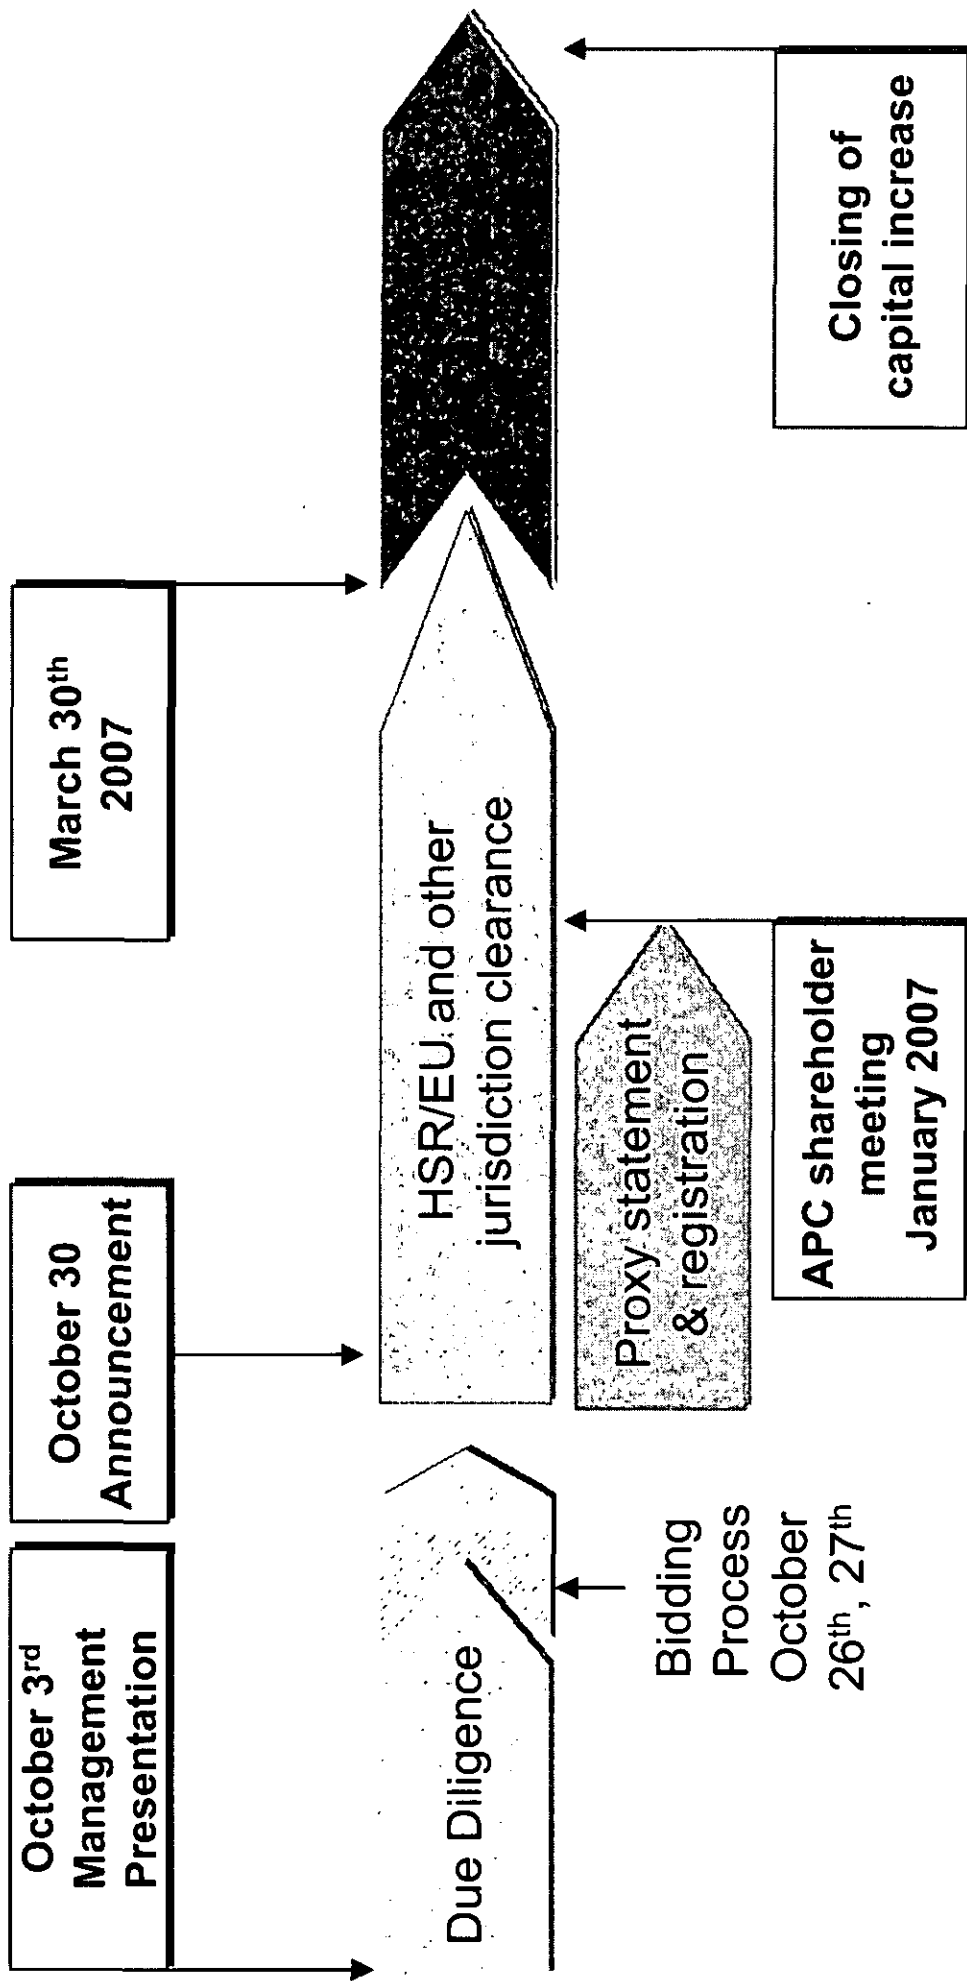 October 3rd
Management
Presentation
October 30
Announcement
March 30th
2007
Due Diligence
HSR/EU and other
jurisdiction clearance
Proxy statement
& registration
Bidding
Process
October
26th, 27th
APC shareholder
meeting
January 2007
Closing of
capital increase